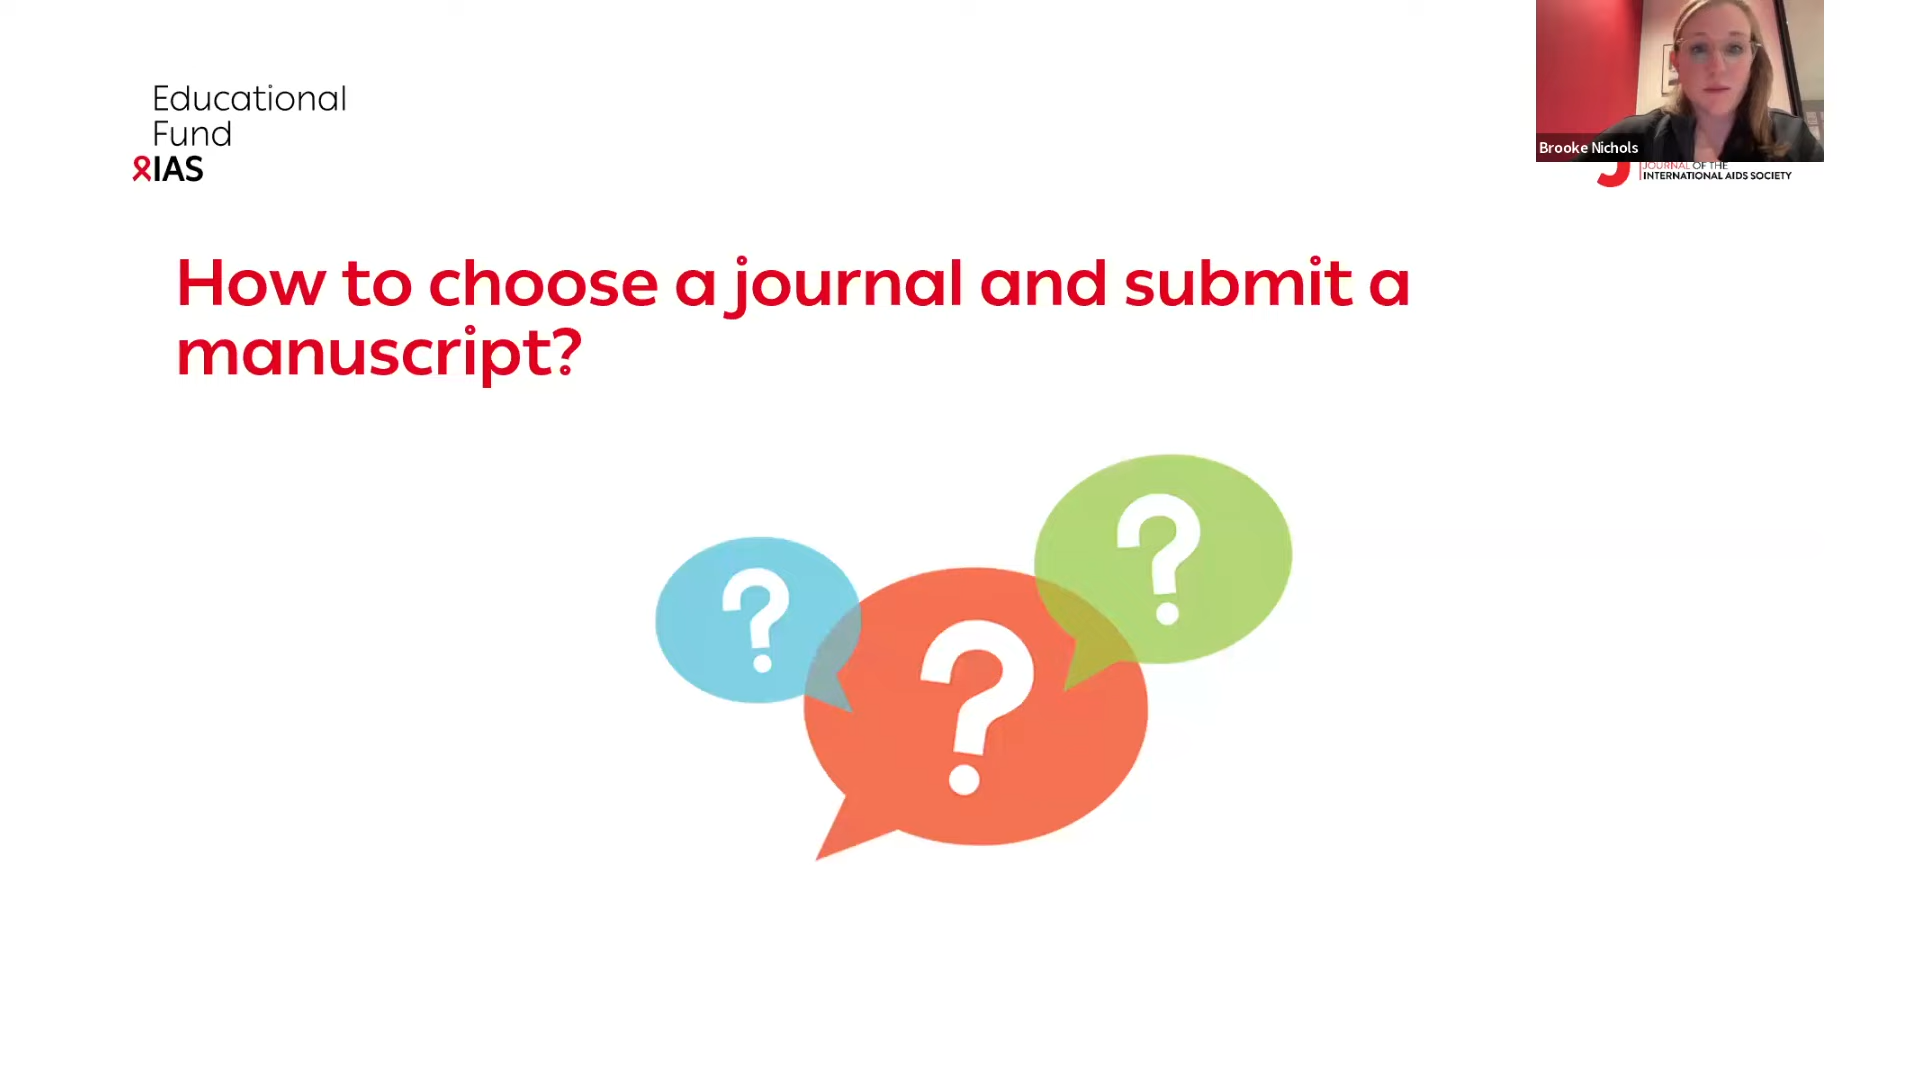 Educational
Fund
IAS
Brooke Nichols
JOURNAL OF THE
INTERNATIONAL AIDS SOCIETY
How to choose a journal and submit a
manuscript?
?
?
?